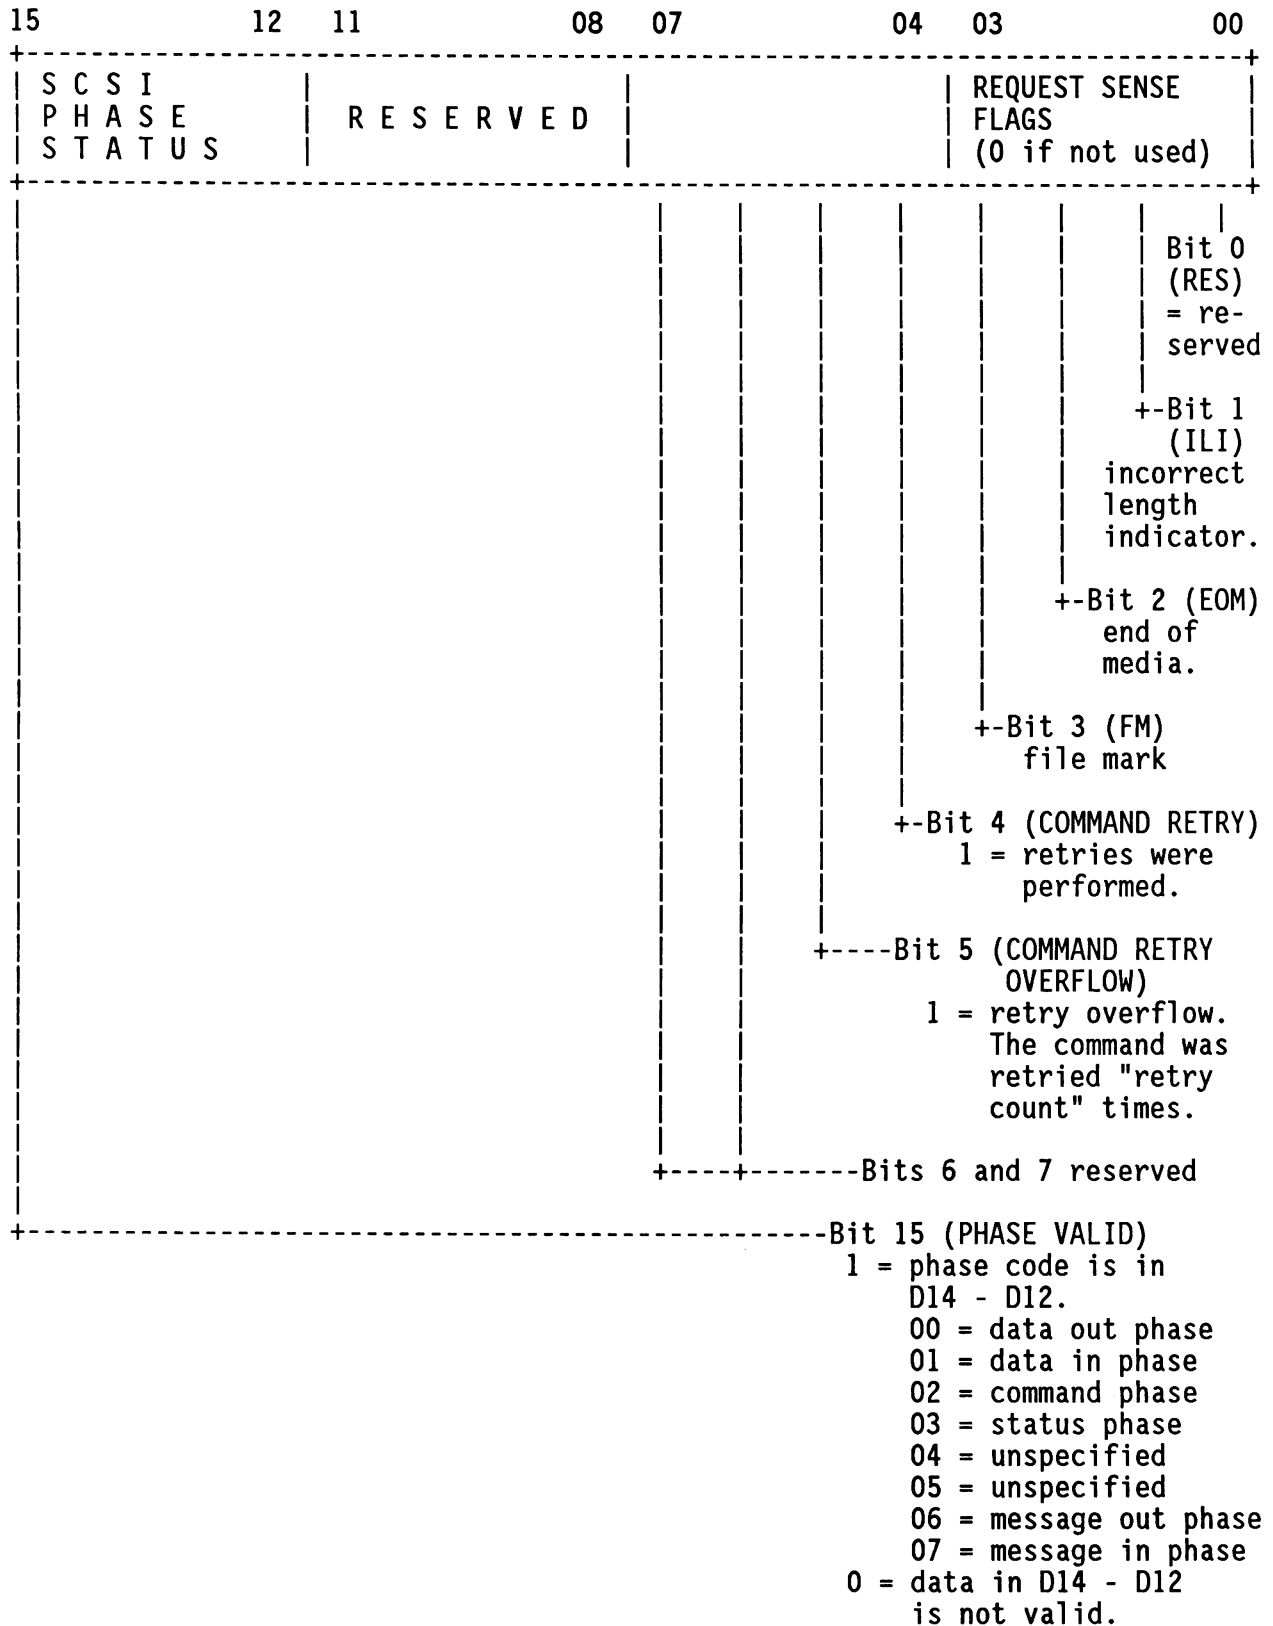 15 12 11 08 07 04 03 00
S C S I REQUEST SENSE
P H A S E R E S E R V E D FLAGS
S T A T U S (0 if not used)
Bit 0
(RES)
= re-
served
+-Bit 1
(ILI)
incorrect
length
indicator.
+-Bit 2 (EOM)
end of
media.
+-Bit 3 (FM)
file mark
+-Bit 4 (COMMAND RETRY)
1 = retries were
performed.
+----Bit 5 (COMMAND RETRY
OVERFLOW)
1 = retry overflow.
The command was
retried "retry
count" times.
+----+-------Bits 6 and 7 reserved
Bit 15 (PHASE VALID)
1 = phase code is in
D14 - D12.
00 = data out phase
01 = data in phase
02 = command phase
03 = status phase
04 = unspecified
05 = unspecified
06 = message out phase
07 = message in phase
0 = data in D14 - D12
is not valid.